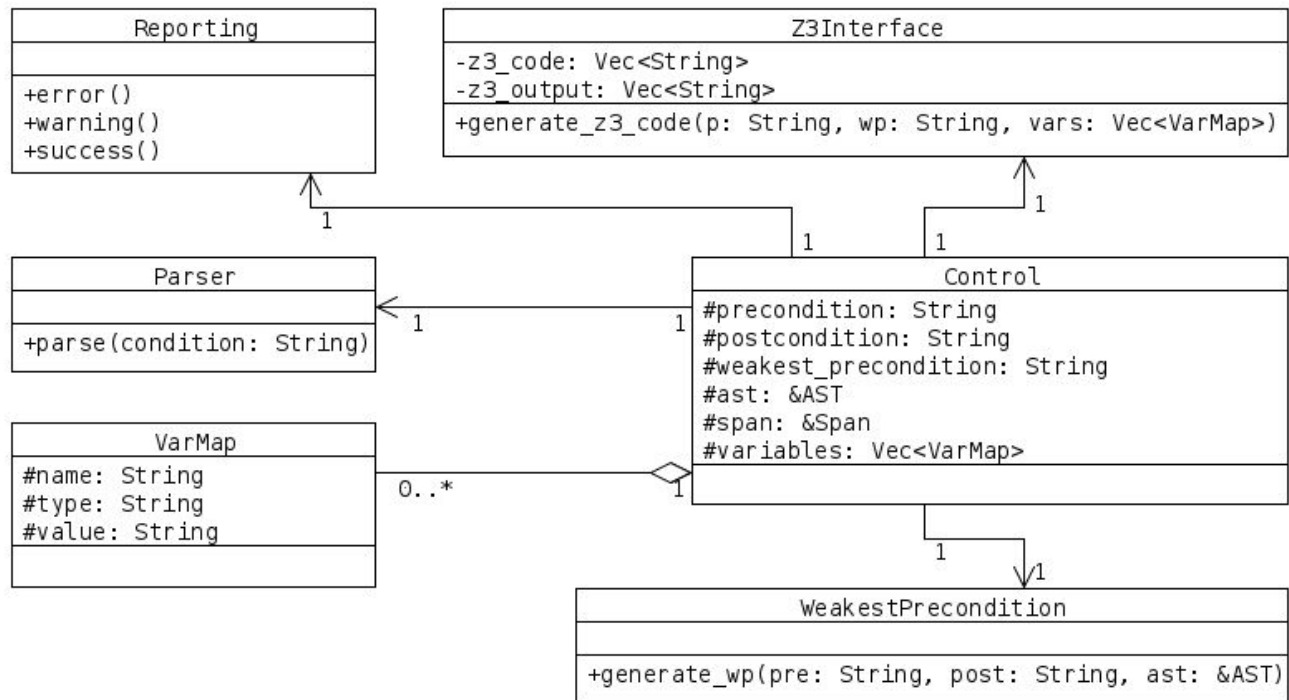 Reporting
+error()
+warning()
+success()
Z3Interface
-z3_code: Vec<String>
-z3_output: Vec<String>
+generate_z3_code(p: String, wp: String, vars: Vec<VarMap>)
1
1
1
1
Parser
+parse(condition: String)
1
1
Control
#precondition: String
#postcondition: String
#weakest_precondition: String
#ast: &AST
#span: &Span
#variables: Vec<VarMap>
VarMap
#name: String
#type: String
#value: String
0..*
1
1
1
WeakestPrecondition
+generate_wp(pre: String, post: String, ast: &AST)